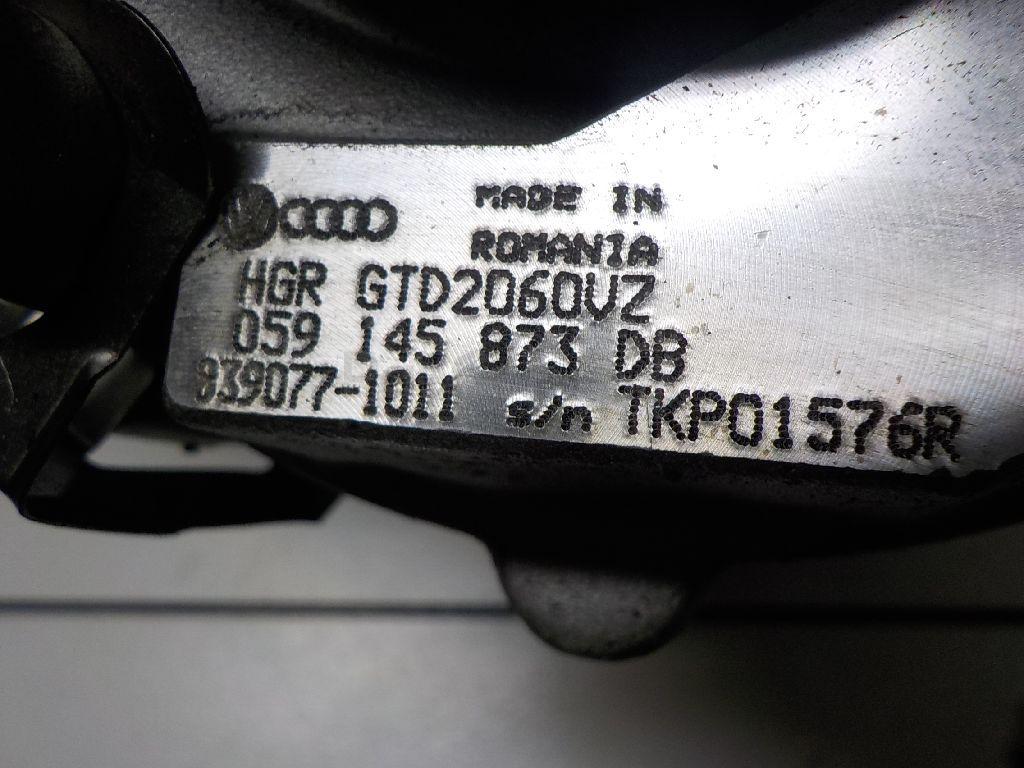 MADE IN
ROMANIA
HGR GTD2060VZ
059 145 873 DB
839077-1011 s/n TKP01576R